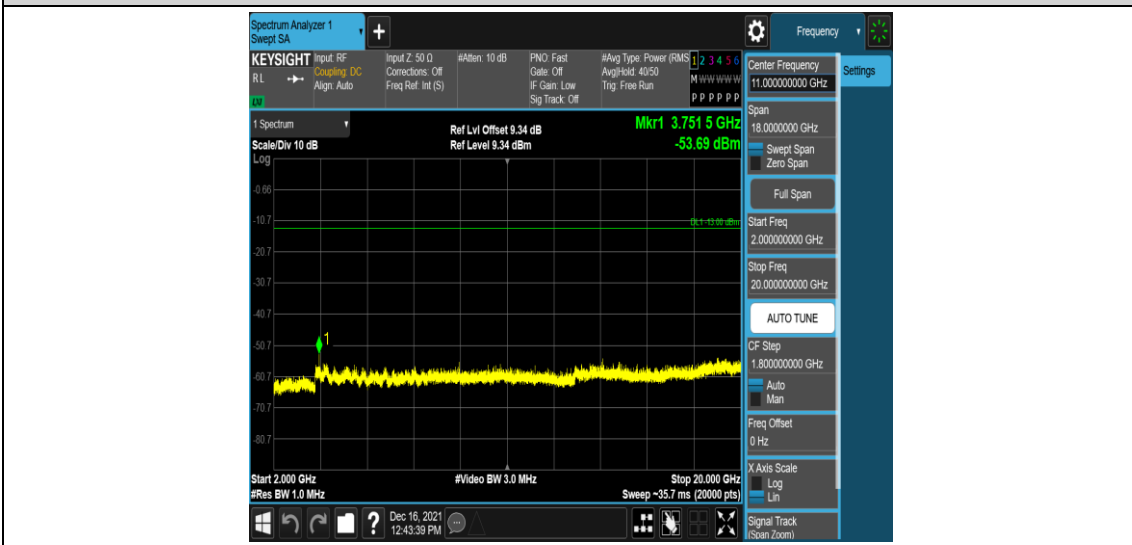 Spectrum Analyzer 1
Swept SA
+
Frequency
KEYSIGHT
RL
LXI
Input: RF
Coupling: DC
Align: Auto
Input Z: 50 Ω
Corrections: Off
Freq Ref: Int (S)
#Atten: 10 dB
PNO: Fast
Gate: Off
IF Gain: Low
Sig Track: Off
#Avg Type: Power (RMS
Avg|Hold: 40/50
Trig: Free Run
1 2 3 4 5 6
M W W W W W
P P P P P P
Center Frequency
11.000000000 GHz
Settings
1 Spectrum
Scale/Div 10 dB
Ref Lvl Offset 9.34 dB
Ref Level 9.34 dBm
Mkr1 3.751 5 GHz
-53.69 dBm
Span
18.0000000 GHz
Swept Span
Zero Span
Full Span
Start Freq
2.000000000 GHz
Stop Freq
20.000000000 GHz
AUTO TUNE
CF Step
1.800000000 GHz
Auto
Man
Freq Offset
0 Hz
X Axis Scale
Log
Lin
Signal Track
(Span Zoom)
Log
-0.66
-10.7
DL1 -13.00 dBm
-20.7
-30.7
-40.7
-50.7
1
-60.7
-70.7
-80.7
Start 2.000 GHz
#Res BW 1.0 MHz
#Video BW 3.0 MHz
Stop 20.000 GHz
Sweep ~35.7 ms (20000 pts)
?
Dec 16, 2021
12:43:39 PM